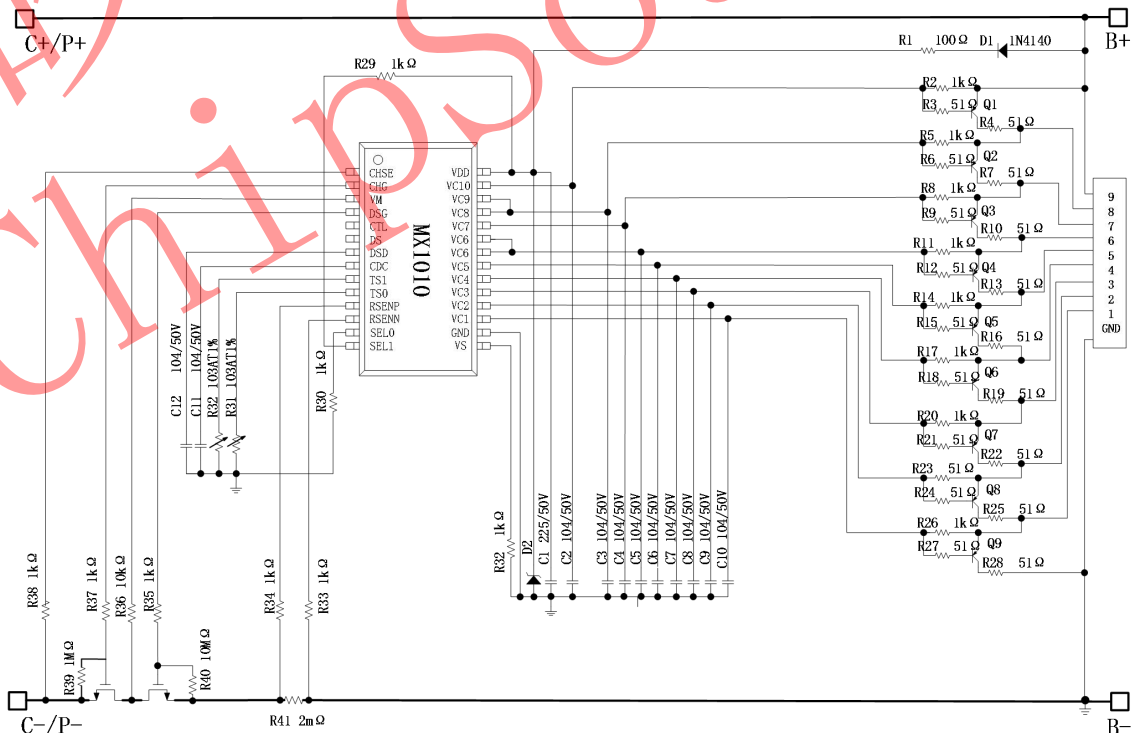 C+/P+
B+
R1 100Ω D1 1N4140
R29 1kΩ
R2 1kΩ
R3 51Ω Q1
R4 51Ω
R5 1kΩ
R6 51Ω Q2
R7 51Ω
R8 1kΩ
R9 51Ω Q3
R10 51Ω
R11 1kΩ
R12 51Ω Q4
R13 51Ω
R14 1kΩ
R15 51Ω Q5
R16 51Ω
R17 1kΩ
R18 51Ω Q6
R19 51Ω
R20 1kΩ
R21 51Ω Q7
R22 51Ω
R23 51Ω
R24 51Ω Q8
R25 51Ω
R26 1kΩ
R27 51Ω Q9
R28 51Ω
9
8
7
6
5
4
3
2
1
GND
MX1010
CHSE
CHG
VM
DSG
CTL
DS
DSD
CDC
TS1
TS0
RSENP
RSENN
SEL0
SEL1
VDD
VC10
VC9
VC8
VC7
VC6
VC6
VC5
VC4
VC3
VC2
VC1
GND
VS
C12 104/50V
C11 104/50V
R32 103AT1%
R31 103AT1%
R30 1kΩ
R32 1kΩ
D2
C1 225/50V
C2 104/50V
C3 104/50V
C4 104/50V
C5 104/50V
C6 104/50V
C7 104/50V
C8 104/50V
C9 104/50V
C10 104/50V
R38 1kΩ
R37 1kΩ
R36 10kΩ
R35 1kΩ
R34 1kΩ
R33 1kΩ
R39 1MΩ
R40 10MΩ
R41 2mΩ
C-/P-
B-
ChipSo